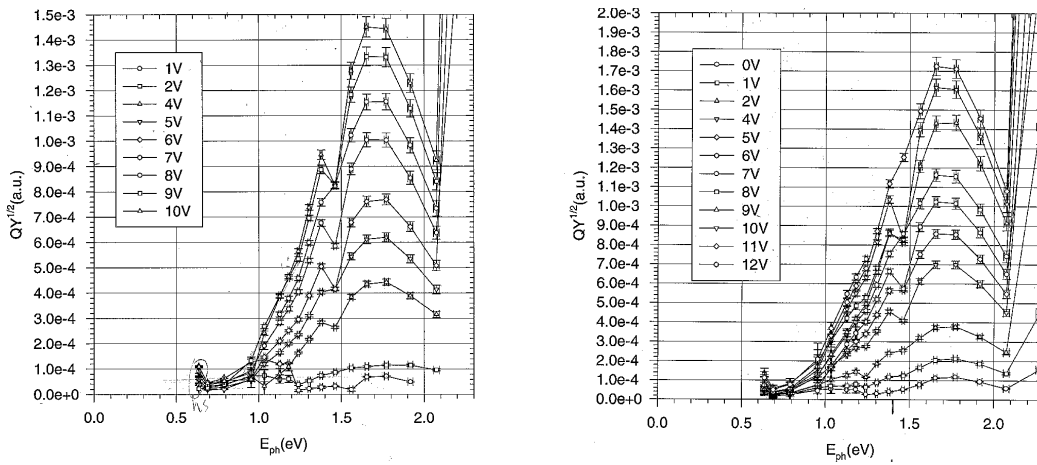 1.5e-3
1.4e-3
1.3e-3
1.2e-3
1.1e-3
1.0e-3
9.0e-4
8.0e-4
7.0e-4
6.0e-4
5.0e-4
4.0e-4
3.0e-4
2.0e-4
1.0e-4
0.0e+0
QY1/2(a.u.)
1V
2V
4V
5V
6V
7V
8V
9V
10V
0.0
0.5
1.0
1.5
2.0
Eph(eV)
2.0e-3
1.9e-3
1.8e-3
1.7e-3
1.6e-3
1.5e-3
1.4e-3
1.3e-3
1.2e-3
1.1e-3
1.0e-3
9.0e-4
8.0e-4
7.0e-4
6.0e-4
5.0e-4
4.0e-4
3.0e-4
2.0e-4
1.0e-4
0.0e+0
QY1/2(a.u.)
0V
1V
2V
4V
5V
6V
7V
8V
9V
10V
11V
12V
0.0
0.5
1.0
1.5
2.0
Eph(eV)